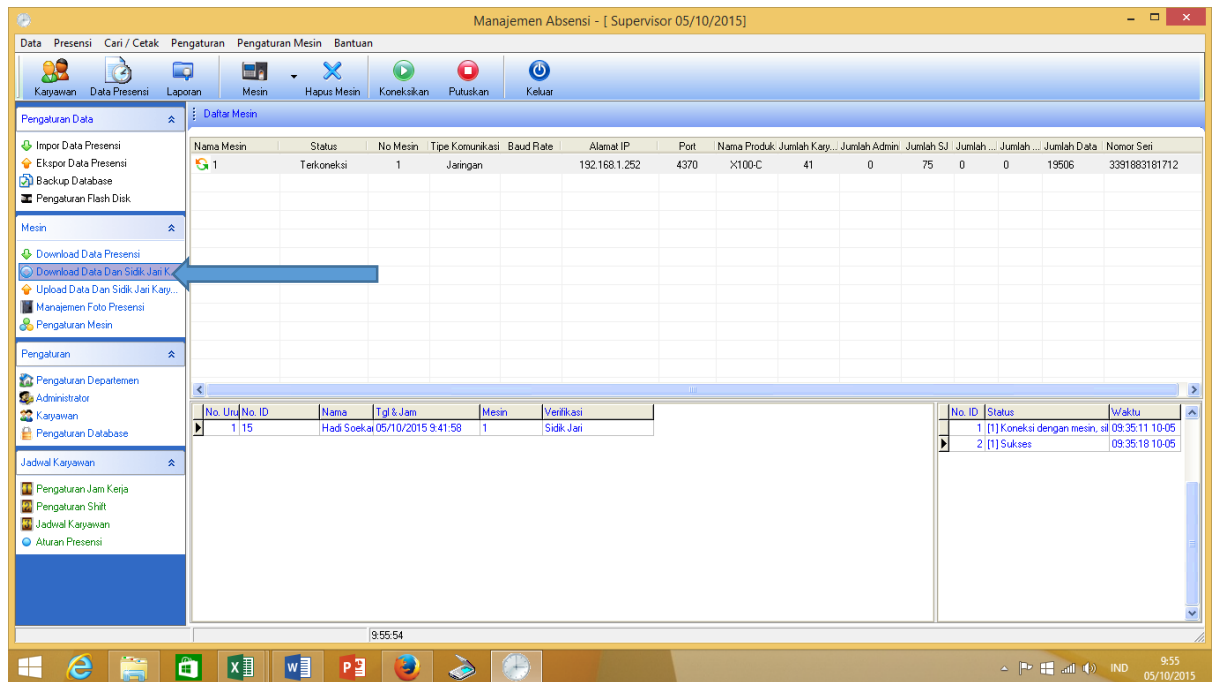 Manajemen Absensi - [ Supervisor 05/10/2015]
Data Presensi Cari / Cetak Pengaturan Pengaturan Mesin Bantuan
Karyawan Data Presensi Laporan Mesin Hapus Mesin Koneksikan Putuskan Keluar
Pengaturan Data
Impor Data Presensi
Ekspor Data Presensi
Backup Database
Pengaturan Flash Disk
Mesin
Download Data Presensi
Download Data Dan Sidik Jari K...
Upload Data Dan Sidik Jari Kary...
Manajemen Foto Presensi
Pengaturan Mesin
Pengaturan
Pengaturan Departemen
Administrator
Karyawan
Pengaturan Database
Jadwal Karyawan
Pengaturan Jam Kerja
Pengaturan Shift
Jadwal Karyawan
Aturan Presensi
Daftar Mesin
Nama Mesin Status No Mesin Tipe Komunikasi Baud Rate Alamat IP Port Nama Produk Jumlah Kary... Jumlah Admin Jumlah SJ Jumlah ... Jumlah ... Jumlah Data Nomor Seri
1 Terkoneksi 1 Jaringan 192.168.1.252 4370 X100-C 41 0 75 0 0 19506 3391883181712
No. Uru No. ID Nama Tgl & Jam Mesin Verifikasi
1 15 Hadi Soekar 05/10/2015 9:41:58 1 Sidik Jari
No. ID Status Waktu
1 [1] Koneksi dengan mesin, sil 09:35:11 10-05
2 [1] Sukses 09:35:18 10-05
9:55:54
IND 9:55
05/10/2015